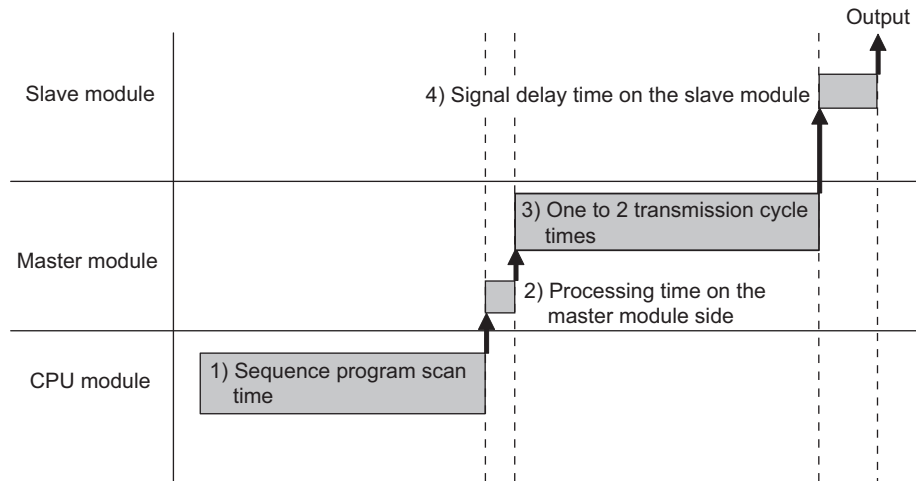 Output
Slave module
4) Signal delay time on the slave module
Master module
3) One to 2 transmission cycle
times
2) Processing time on the
master module side
CPU module
1) Sequence program scan
time